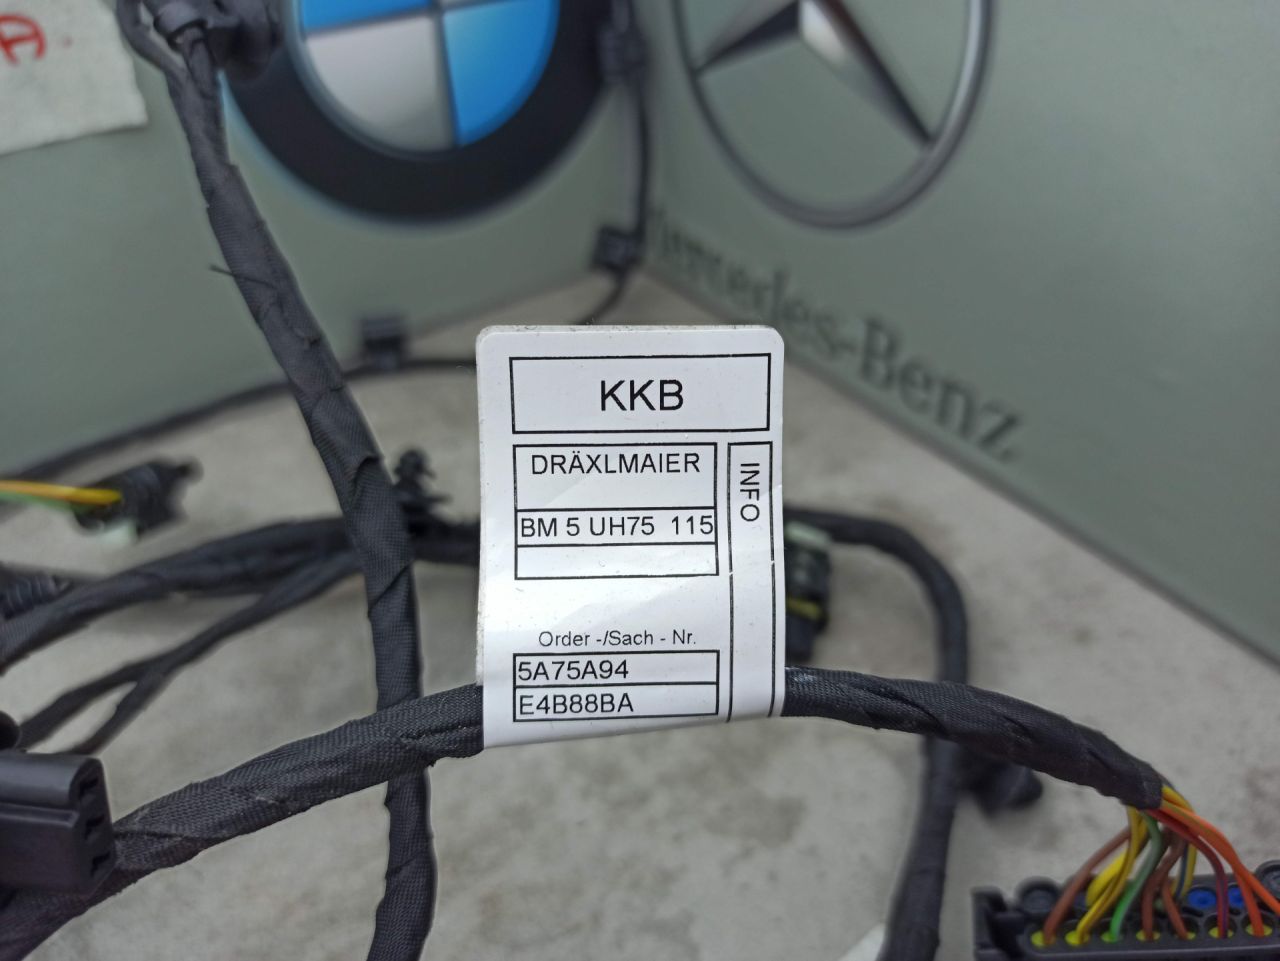 A
Mercedes-Benz
KKB
DRÄXLMAIER
INFO
BM 5 UH75 115
Order -/Sach - Nr.
5A75A94
E4B88BA